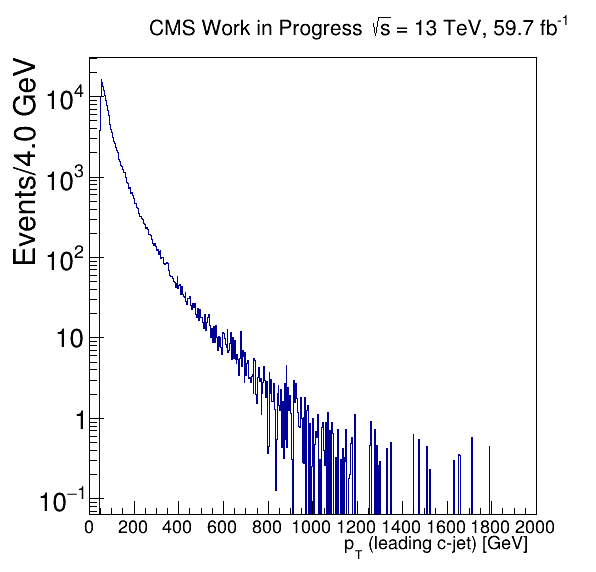 CMS Work in Progress √s = 13 TeV, 59.7 fb⁻¹
Events/4.0 GeV
10⁴
10³
10²
10
1
10⁻¹
0 200 400 600 800 1000 1200 1400 1600 1800 2000
p_T (leading c-jet) [GeV]